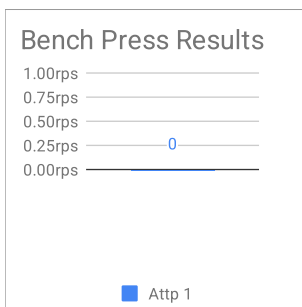 Bench Press Results
1.00rps
0.75rps
0.50rps
0.25rps
0
0.00rps
Attp 1